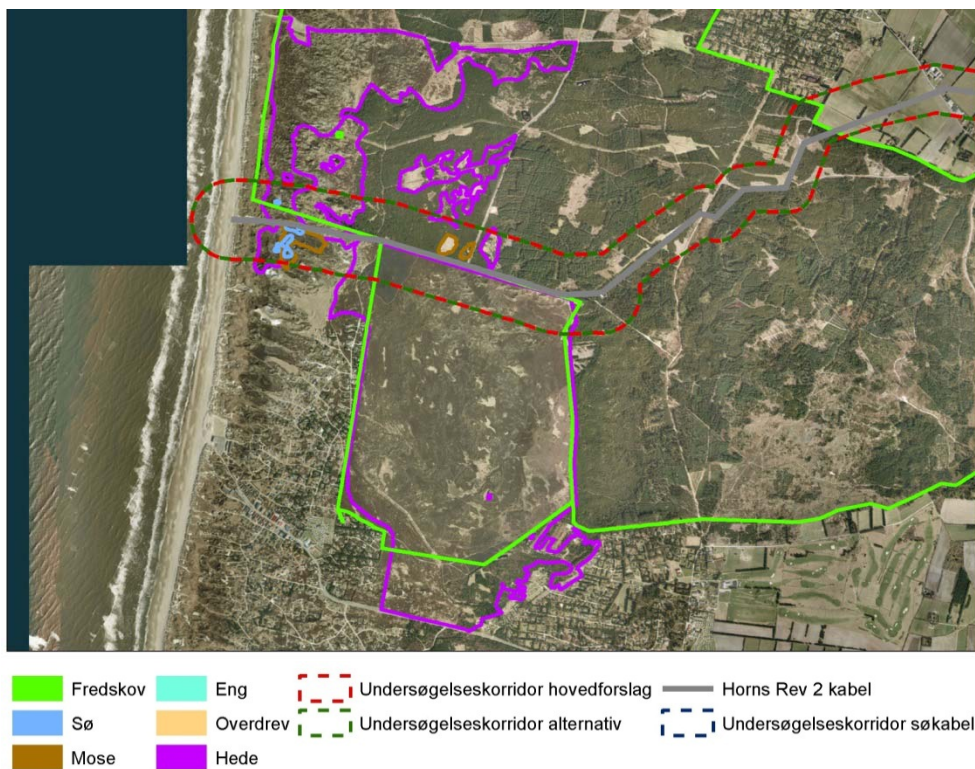 Fredskov
Eng
Undersøgelseskorridor hovedforslag
Horns Rev 2 kabel
Sø
Overdrev
Undersøgelseskorridor alternativ
Undersøgelseskorridor søkabel
Mose
Hede